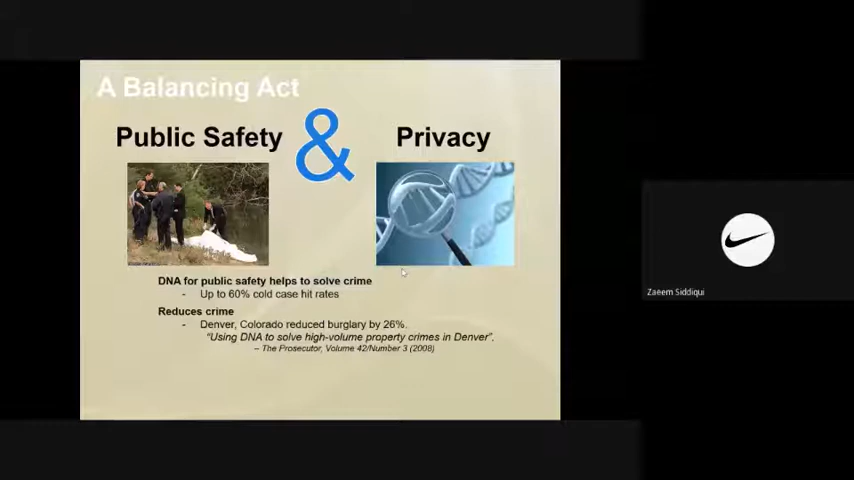 A Balancing Act
Public Safety & Privacy
DNA for public safety helps to solve crime
- Up to 60% cold case hit rates
Reduces crime
- Denver, Colorado reduced burglary by 26%.
“Using DNA to solve high-volume property crimes in Denver”.
– The Prosecutor, Volume 42/Number 3 (2008)
Zaeem Siddiqui